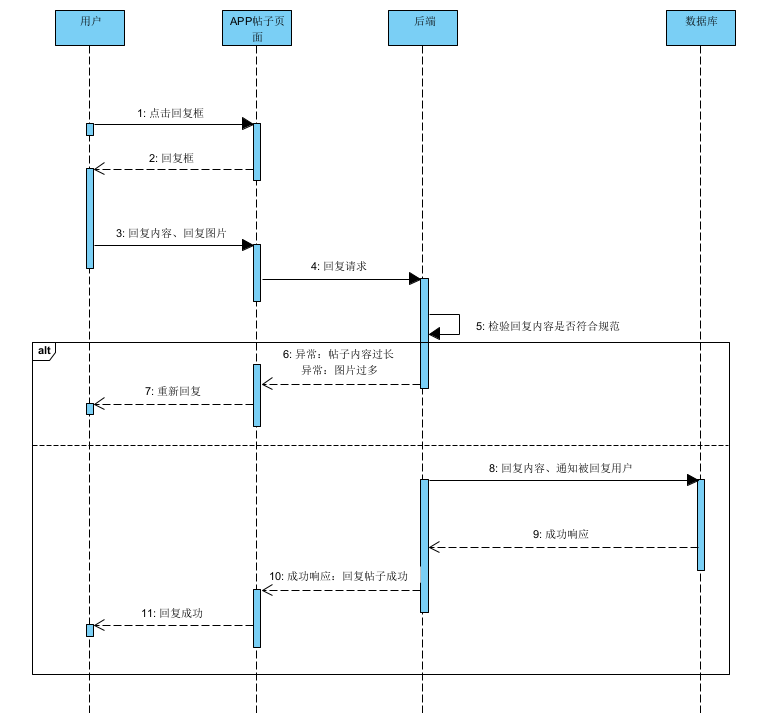 用户
APP帖子页
面
后端
数据库
1: 点击回复框
2: 回复框
3: 回复内容、回复图片
4: 回复请求
5: 检验回复内容是否符合规范
alt
6: 异常：帖子内容过长
异常：图片过多
7: 重新回复
8: 回复内容、通知被回复用户
9: 成功响应
10: 成功响应：回复帖子成功
11: 回复成功